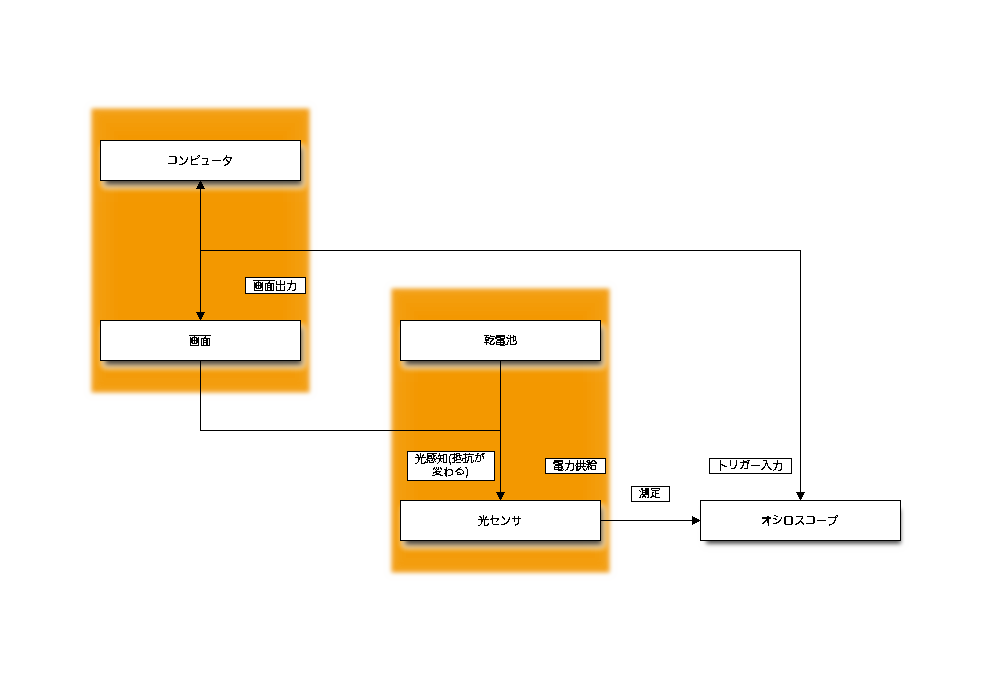 コンピュータ
画面出力
画面
乾電池
光感知(抵抗が
変わる)
電力供給
トリガー入力
測定
光センサ
オシロスコープ